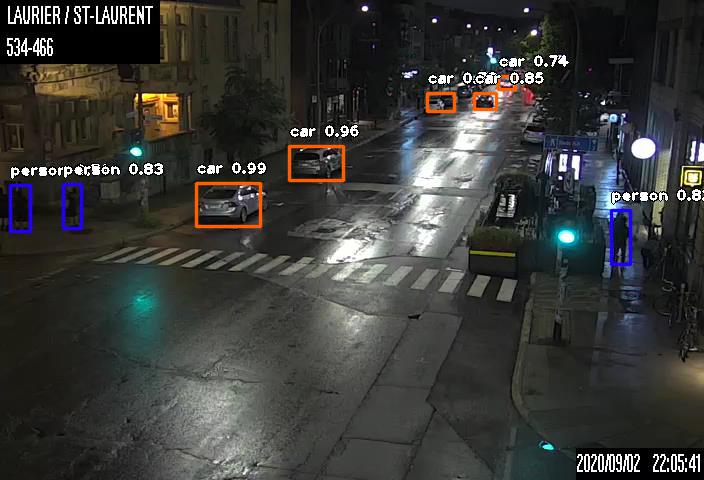 LAURIER / ST-LAURENT
534-466
car 0.74
car 0.85
car 0.96
person 0.83
car 0.99
2020/09/02 22:05:41